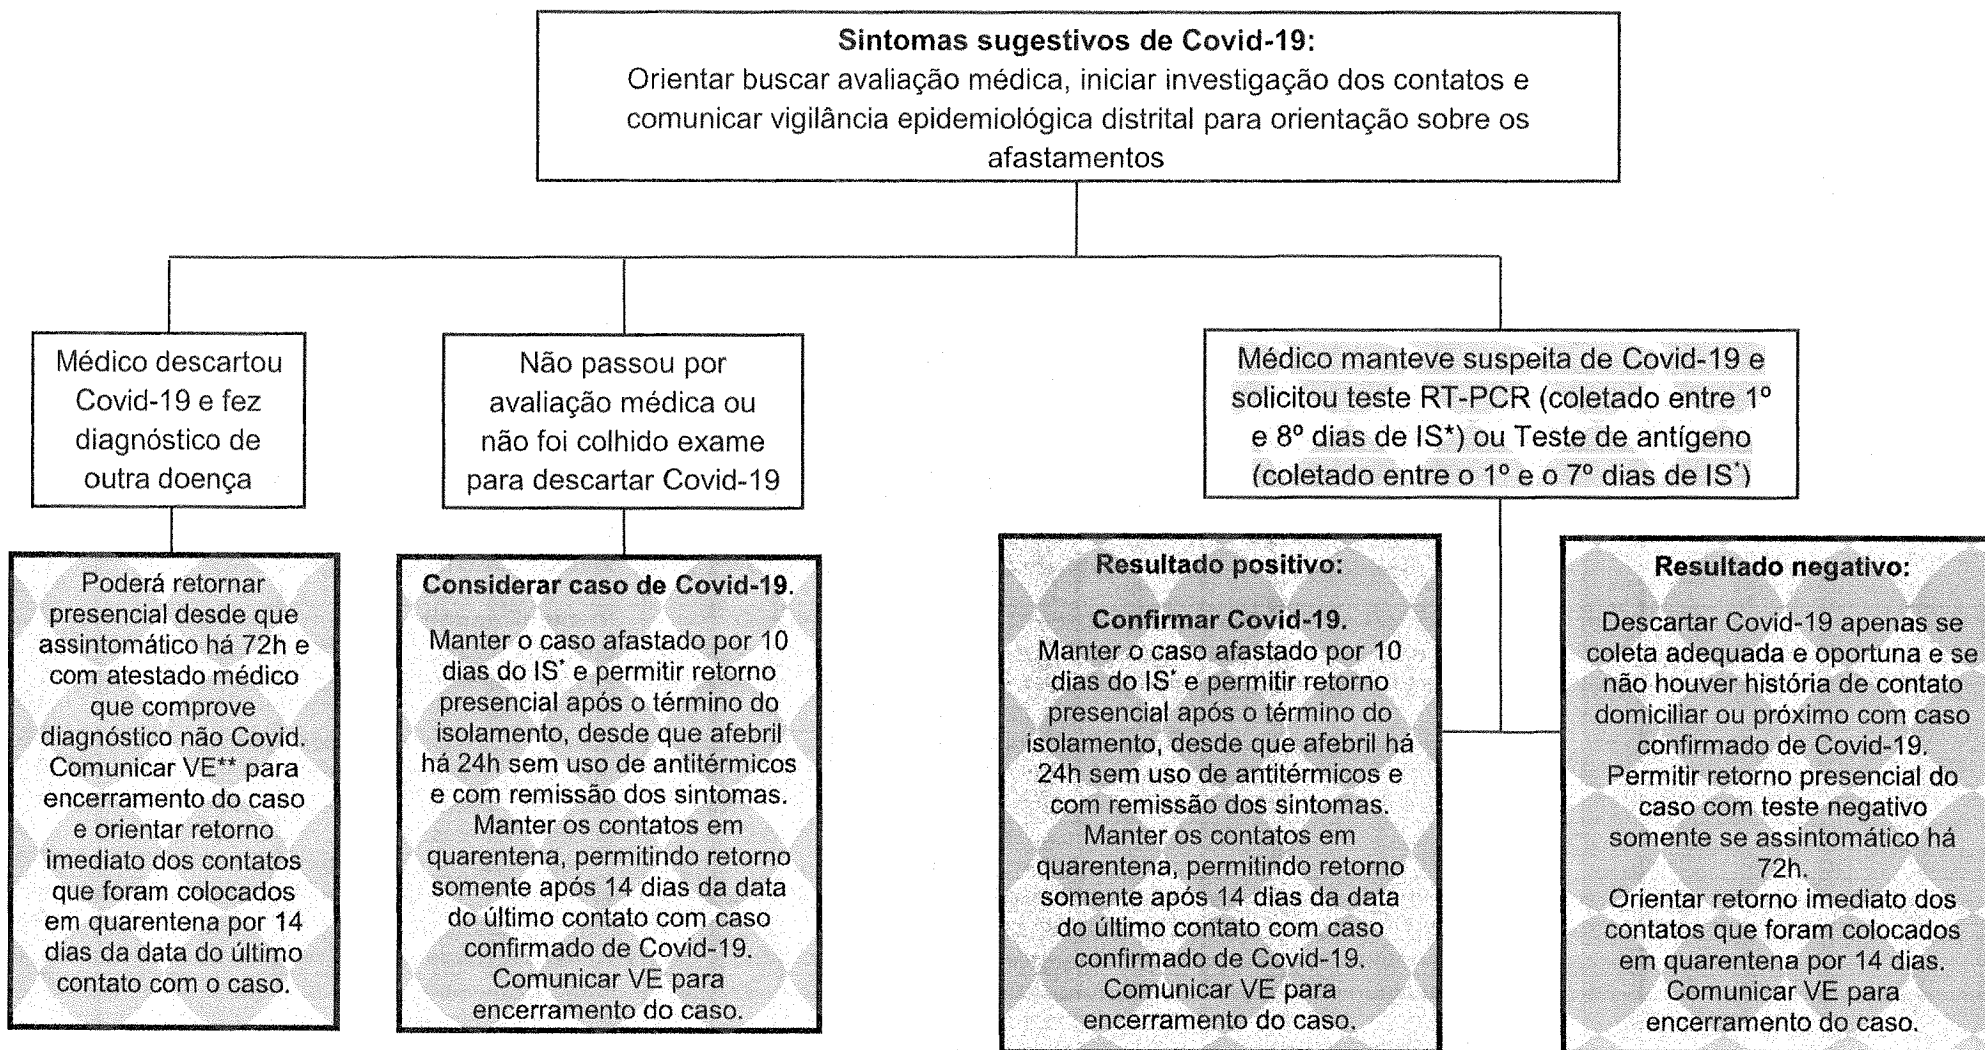 Sintomas sugestivos de Covid-19:
Orientar buscar avaliação médica, iniciar investigação dos contatos e
comunicar vigilância epidemiológica distrital para orientação sobre os
afastamentos
Médico descartou
Covid-19 e fez
diagnóstico de
outra doença
Não passou por
avaliação médica ou
não foi colhido exame
para descartar Covid-19
Médico manteve suspeita de Covid-19 e
solicitou teste RT-PCR (coletado entre 1º
e 8º dias de IS*) ou Teste de antígeno
(coletado entre o 1º e o 7º dias de IS*)
Poderá retornar
presencial desde que
assintomático há 72h e
com atestado médico
que comprove
diagnóstico não Covid.
Comunicar VE** para
encerramento do caso
e orientar retorno
imediato dos contatos
que foram colocados
em quarentena por 14
dias da data do último
contato com o caso.
Considerar caso de Covid-19.
Manter o caso afastado por 10
dias do IS* e permitir retorno
presencial após o término do
isolamento, desde que afebril
há 24h sem uso de antitérmicos
e com remissão dos sintomas.
Manter os contatos em
quarentena, permitindo retorno
somente após 14 dias da data
do último contato com caso
confirmado de Covid-19.
Comunicar VE para
encerramento do caso.
Resultado positivo:
Confirmar Covid-19.
Manter o caso afastado por 10
dias do IS* e permitir retorno
presencial após o término do
isolamento, desde que afebril há
24h sem uso de antitérmicos e
com remissão dos sintomas.
Manter os contatos em
quarentena, permitindo retorno
somente após 14 dias da data
do último contato com caso
confirmado de Covid-19.
Comunicar VE para
encerramento do caso.
Resultado negativo:
Descartar Covid-19 apenas se
coleta adequada e oportuna e se
não houver história de contato
domiciliar ou próximo com caso
confirmado de Covid-19.
Permitir retorno presencial do
caso com teste negativo
somente se assintomático há
72h.
Orientar retorno imediato dos
contatos que foram colocados
em quarentena por 14 dias.
Comunicar VE para
encerramento do caso.